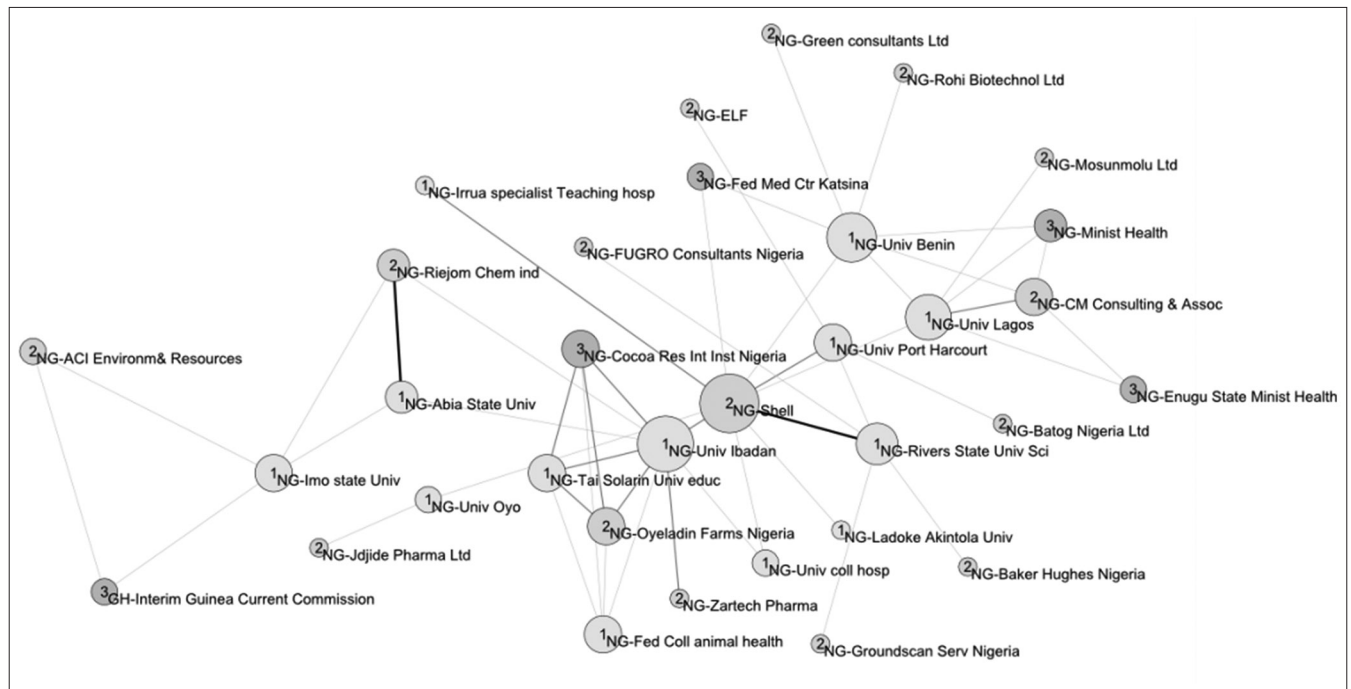 2NG-Green consultants Ltd
2NG-Rohi Biotechnol Ltd
2NG-ELF
2NG-Mosunmolu Ltd
3NG-Fed Med Ctr Katsina
1NG-Irrua specialist Teaching hosp
3NG-Minist Health
1NG-Univ Benin
2NG-FUGRO Consultants Nigeria
2NG-Riejom Chem ind
2NG-CM Consulting & Assoc
1NG-Univ Lagos
1NG-Univ Port Harcourt
3NG-Cocoa Res Int Inst Nigeria
2NG-ACI Environm& Resources
3NG-Enugu State Minist Health
1NG-Abia State Univ
2NG-Shell
2NG-Batog Nigeria Ltd
1NG-Univ Ibadan
1NG-Rivers State Univ Sci
1NG-Imo state Univ
1NG-Tai Solarin Univ educ
1NG-Univ Oyo
2NG-Oyeladin Farms Nigeria
1NG-Ladoke Akintola Univ
2NG-Jdjide Pharma Ltd
1NG-Univ coll hosp
2NG-Baker Hughes Nigeria
3GH-Interim Guinea Current Commission
2NG-Zartech Pharma
1NG-Fed Coll animal health
2NG-Groundscan Serv Nigeria